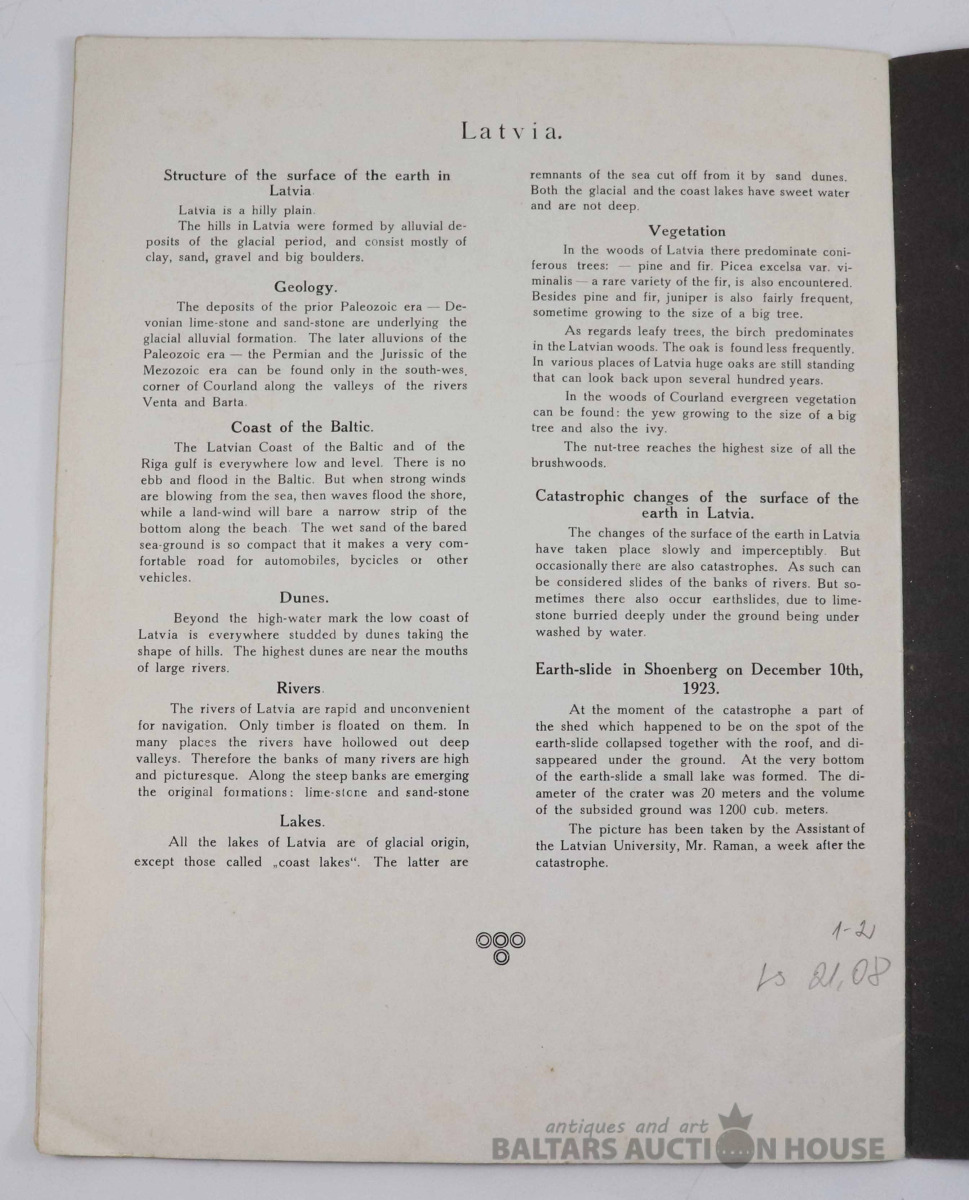 Latvia.
Structure of the surface of the earth in
Latvia.
Latvia is a hilly plain.
The hills in Latvia were formed by alluvial de-
posits of the glacial period, and consist mostly of
clay, sand, gravel and big boulders.
Geology.
The deposits of the prior Paleozoic era — De-
vonian lime-stone and sand-stone are underlying the
glacial alluvial formation. The later alluvions of the
Paleozoic era — the Permian and the Jurissic of the
Mezozoic era can be found only in the south-wes,
corner of Courland along the valleys of the rivers
Venta and Barta.
Coast of the Baltic.
The Latvian Coast of the Baltic and of the
Riga gulf is everywhere low and level. There is no
ebb and flood in the Baltic. But when strong winds
are blowing from the sea, then waves flood the shore,
while a land-wind will bare a narrow strip of the
bottom along the beach. The wet sand of the bared
sea-ground is so compact that it makes a very com-
fortable road for automobiles, bycicles or other
vehicles.
Dunes.
Beyond the high-water mark the low coast of
Latvia is everywhere studded by dunes taking the
shape of hills. The highest dunes are near the mouths
of large rivers.
Rivers.
The rivers of Latvia are rapid and unconvenient
for navigation. Only timber is floated on them. In
many places the rivers have hollowed out deep
valleys. Therefore the banks of many rivers are high
and picturesque. Along the steep banks are emerging
the original formations: lime-stone and sand-stone
Lakes.
All the lakes of Latvia are of glacial origin,
except those called „coast lakes“. The latter are
remnants of the sea cut off from it by sand dunes.
Both the glacial and the coast lakes have sweet water
and are not deep.
Vegetation
In the woods of Latvia there predominate coni-
ferous trees: — pine and fir. Picea excelsa var. vi-
minalis — a rare variety of the fir, is also encountered.
Besides pine and fir, juniper is also fairly frequent,
sometime growing to the size of a big tree.
As regards leafy trees, the birch predominates
in the Latvian woods. The oak is found less frequently.
In various places of Latvia huge oaks are still standing
that can look back upon several hundred years.
In the woods of Courland evergreen vegetation
can be found: the yew growing to the size of a big
tree and also the ivy.
The nut-tree reaches the highest size of all the
brushwoods.
Catastrophic changes of the surface of the
earth in Latvia.
The changes of the surface of the earth in Latvia
have taken place slowly and imperceptibly. But
occasionally there are also catastrophes. As such can
be considered slides of the banks of rivers. But so-
metimes there also occur earthslides, due to lime-
stone burried deeply under the ground being under
washed by water.
Earth-slide in Shoenberg on December 10th,
1923.
At the moment of the catastrophe a part of
the shed which happened to be on the spot of the
earth-slide collapsed together with the roof, and di-
sappeared under the ground. At the very bottom
of the earth-slide a small lake was formed. The di-
ameter of the crater was 20 meters and the volume
of the subsided ground was 1200 cub. meters.
The picture has been taken by the Assistant of
the Latvian University, Mr. Raman, a week after the
catastrophe.
1-2
Ls 21,08
antiques and art
BALTARS AUCTION HOUSE